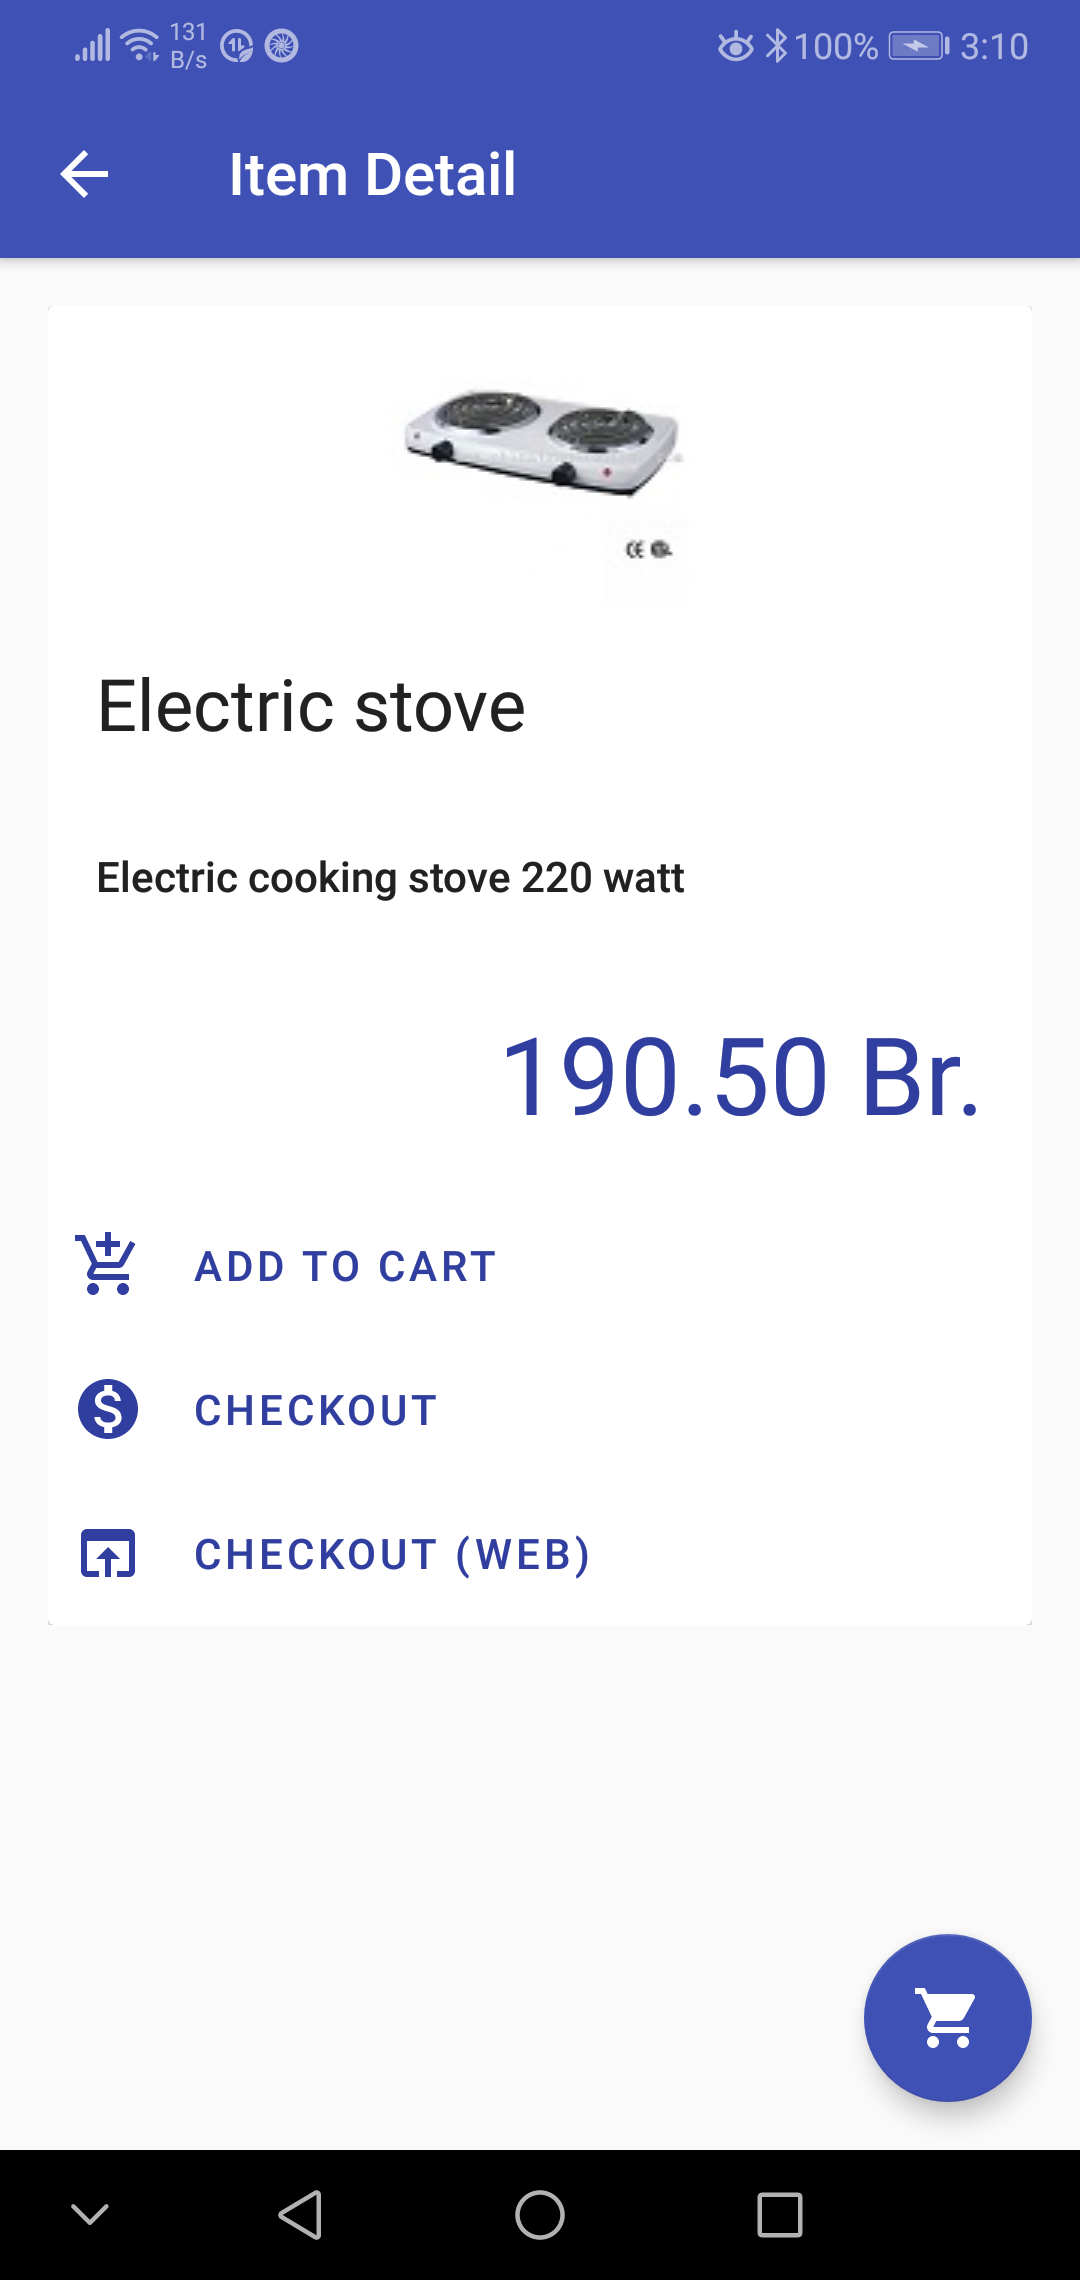 131
B/s
100%
3:10
Item Detail
CE
Electric stove
Electric cooking stove 220 watt
190.50 Br.
ADD TO CART
CHECKOUT
CHECKOUT (WEB)